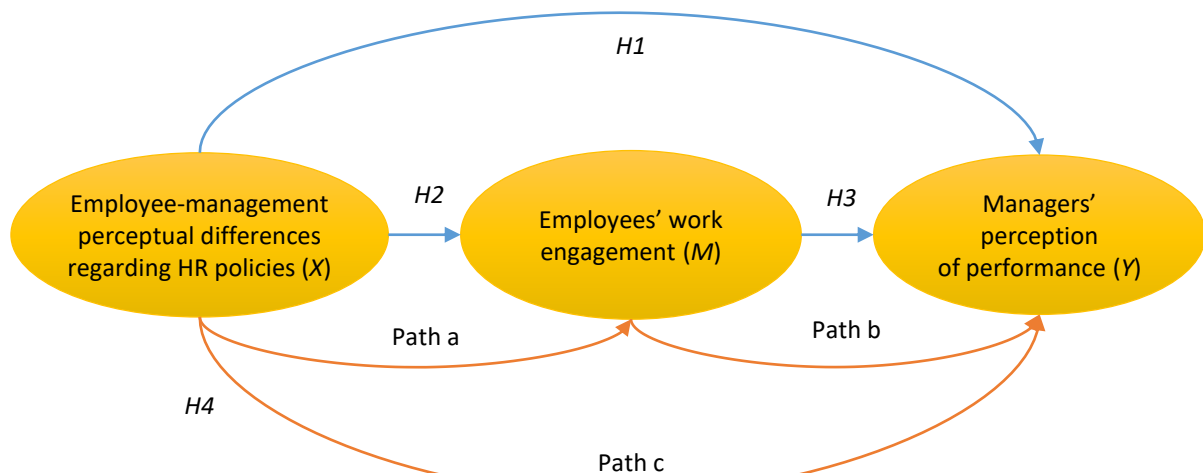 H1
Employee-management
perceptual differences
regarding HR policies (X)
H2
Employees’ work
engagement (M)
H3
Managers’
perception
of performance (Y)
Path a
Path b
H4
Path c